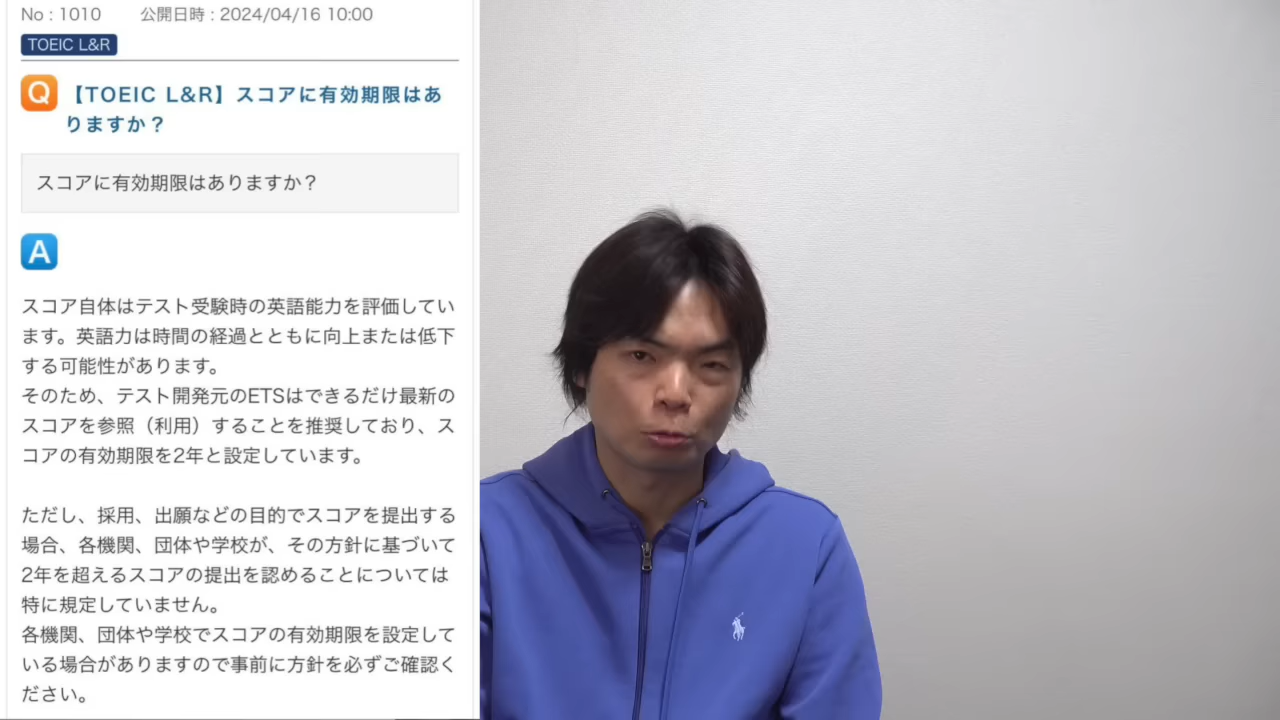 No : 1010 公開日時 : 2024/04/16 10:00
TOEIC L&R
Q 【TOEIC L&R】スコアに有効期限はあ
りますか？
スコアに有効期限はありますか？
A
スコア自体はテスト受験時の英語能力を評価してい
ます。英語力は時間の経過とともに向上または低下
する可能性があります。
そのため、テスト開発元のETSはできるだけ最新の
スコアを参照（利用）することを推奨しており、ス
コアの有効期限を2年と設定しています。
ただし、採用、出願などの目的でスコアを提出する
場合、各機関、団体や学校が、その方針に基づいて
2年を超えるスコアの提出を認めることについては
特に規定していません。
各機関、団体や学校でスコアの有効期限を設定して
いる場合がありますので事前に方針を必ずご確認く
ださい。